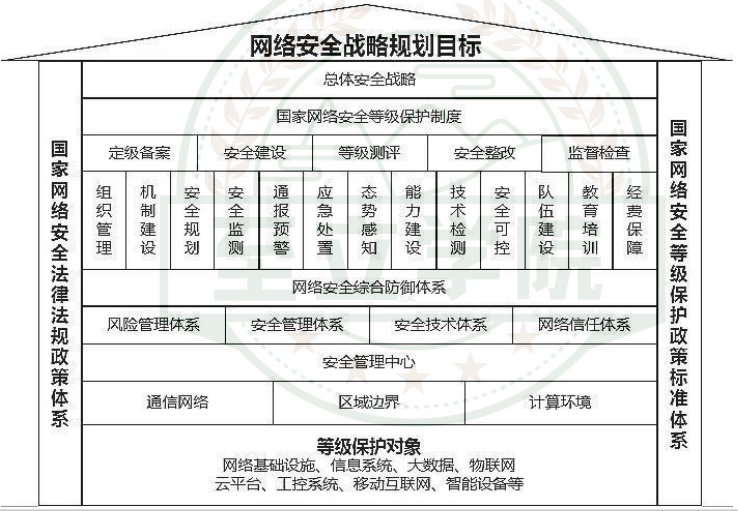 网络安全战略规划目标
总体安全战略
国家网络安全等级保护制度
定级备案 安全建设 等级测评 安全整改 监督检查
组织管理 机制建设 安全规划 安全监测 通报预警 应急处置 态势感知 能力建设 技术检测 安全可控 队伍建设 教育培训 经费保障
网络安全综合防御体系
风险管理体系 安全管理体系 安全技术体系 网络信任体系
安全管理中心
通信网络 区域边界 计算环境
等级保护对象
网络基础设施、信息系统、大数据、物联网
云平台、工控系统、移动互联网、智能设备等
国家网络安全法律法规政策体系
国家网络安全等级保护政策标准体系